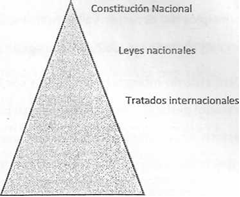 Constitución Nacional
Leyes nacionales
Tratados internacionales